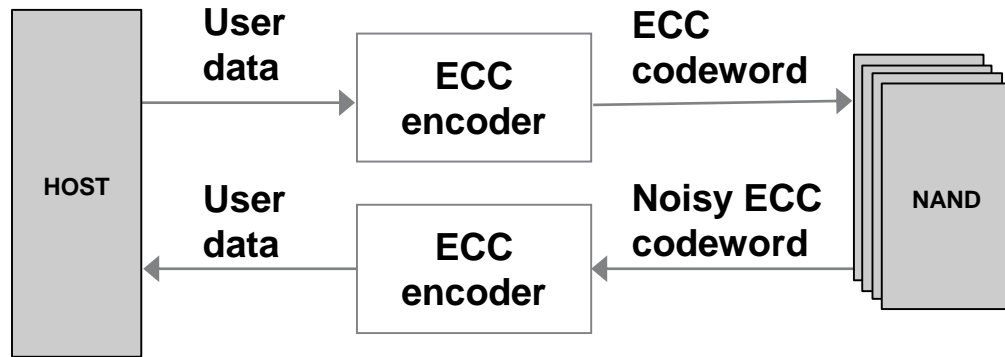 HOST
User
data
ECC
encoder
ECC
codeword
User
data
ECC
encoder
Noisy ECC
codeword
NAND